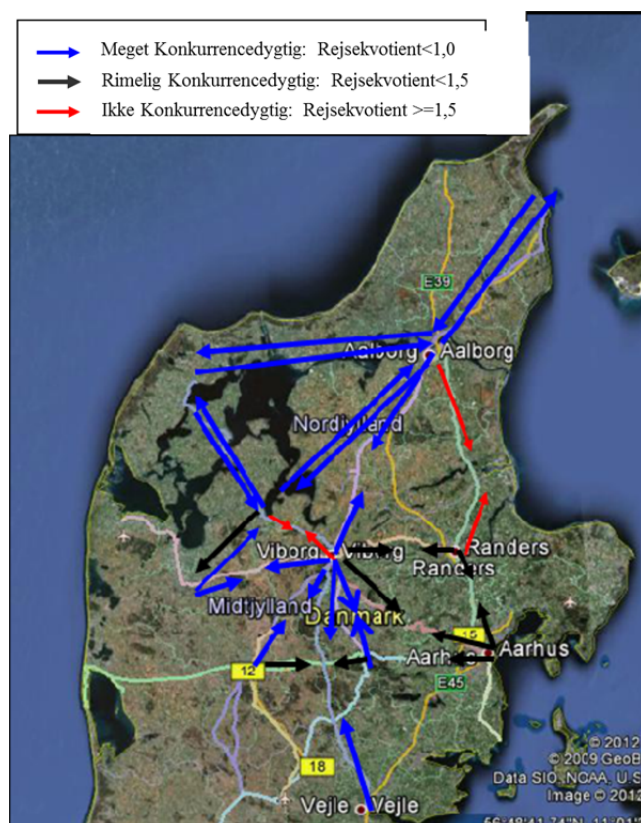 Meget Konkurrencedygtig: Rejsekvotient<1,0
Rimelig Konkurrencedygtig: Rejsekvotient<1,5
Ikke Konkurrencedygtig: Rejsekvotient >=1,5
E39
Aalborg Aalborg
Nordjylland
Viborg Viborg
Randers
Randers
Midtjylland
Danmark
15
Aarhus Aarhus
12
E45
18
© 2012
© 2009 GeoB
Data SIO, NOAA, U.S
Image © 2012
Vejle Vejle